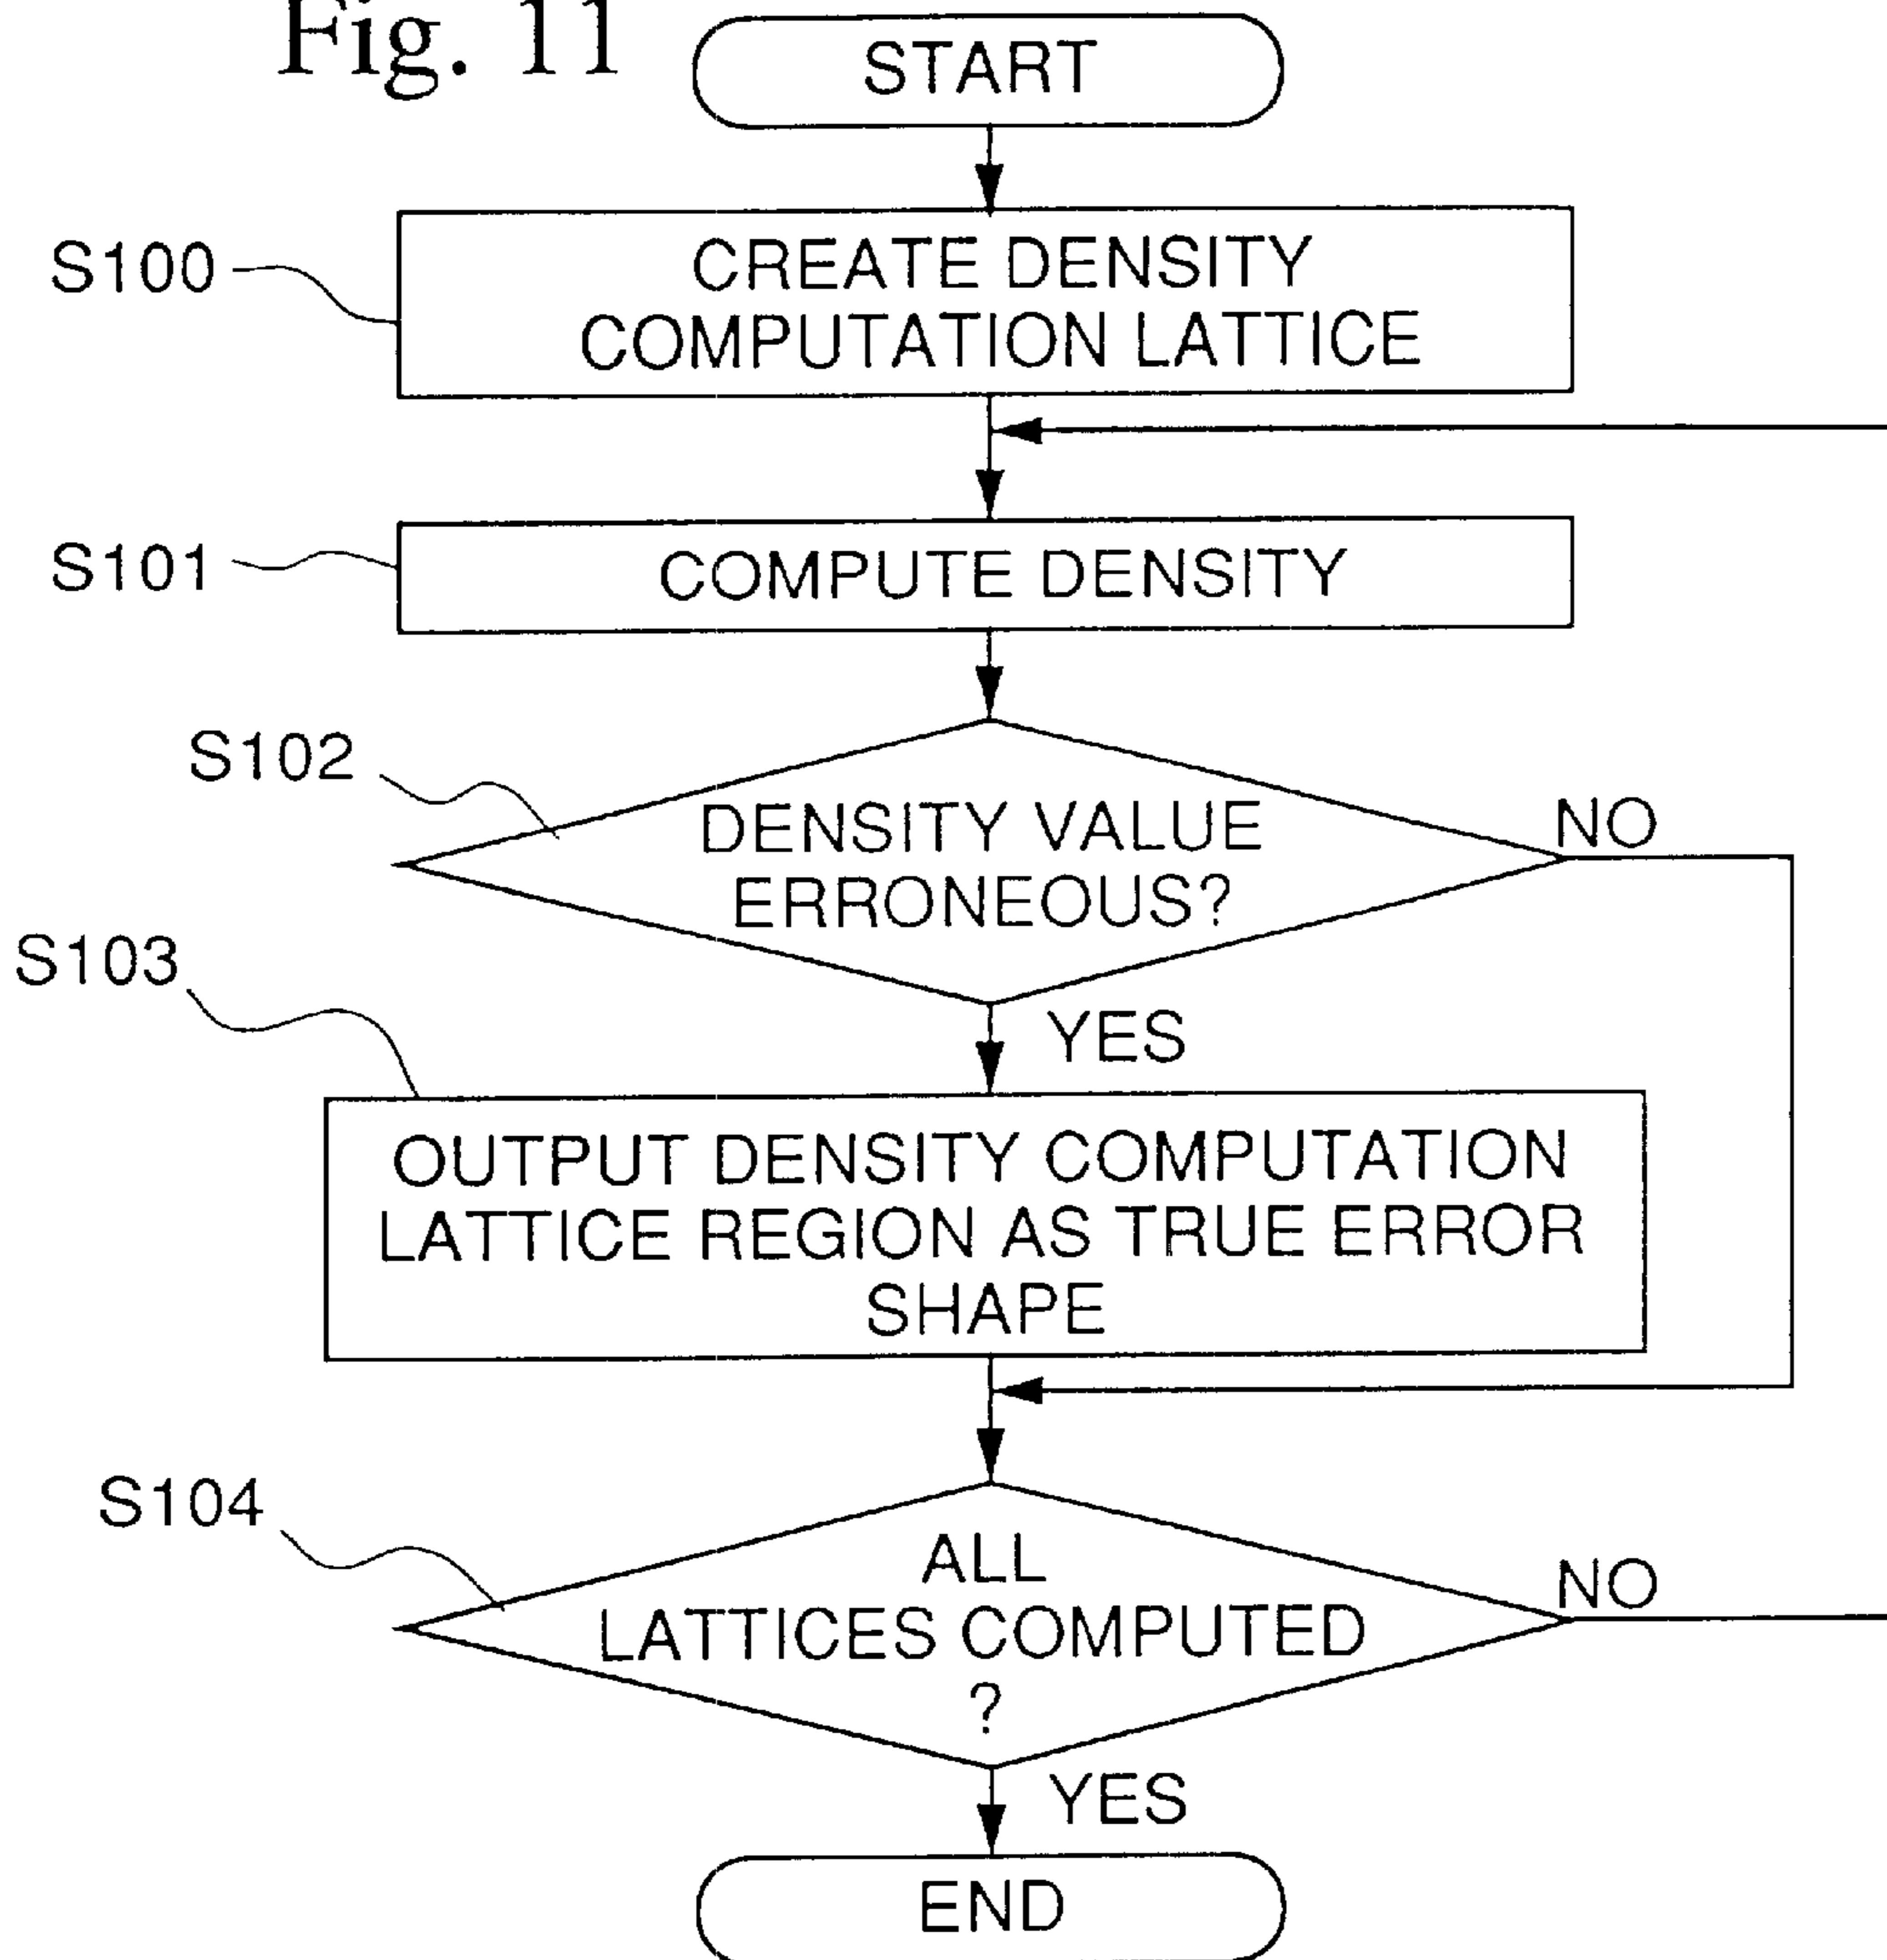 Fig. 11
START
S100
CREATE DENSITY
COMPUTATION LATTICE
S101
COMPUTE DENSITY
S102
DENSITY VALUE
ERRONEOUS?
NO
YES
S103
OUTPUT DENSITY COMPUTATION
LATTICE REGION AS TRUE ERROR
SHAPE
S104
ALL
LATTICES COMPUTED
?
NO
YES
END